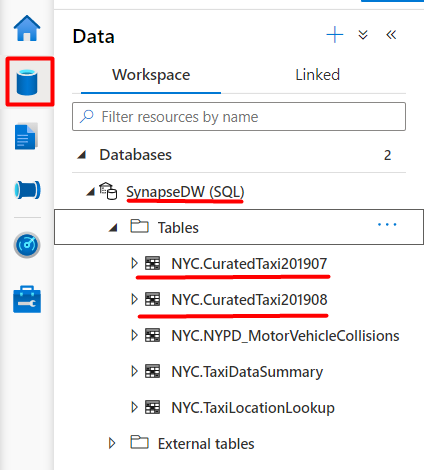 Data
Workspace Linked
Filter resources by name
Databases 2
SynapseDW (SQL)
Tables
NYC.CuratedTaxi201907
NYC.CuratedTaxi201908
NYC.NYPD_MotorVehicleCollisions
NYC.TaxiDataSummary
NYC.TaxiLocationLookup
External tables